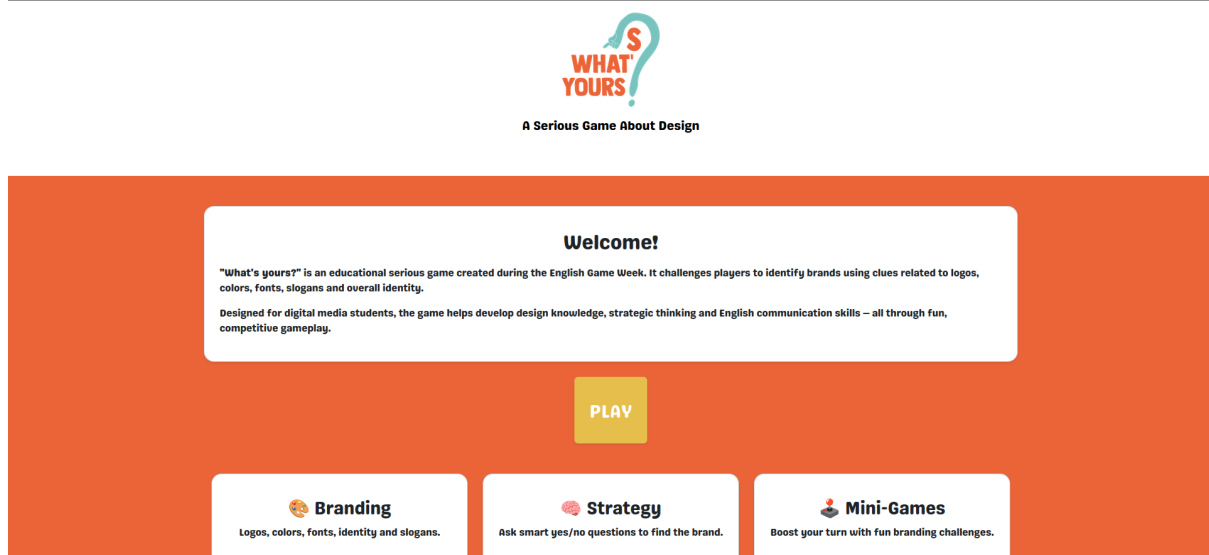 WHAT'S
YOURS?
A Serious Game About Design
Welcome!
"What's yours?" is an educational serious game created during the English Game Week. It challenges players to identify brands using clues related to logos,
colors, fonts, slogans and overall identity.
Designed for digital media students, the game helps develop design knowledge, strategic thinking and English communication skills – all through fun,
competitive gameplay.
PLAY
🎨 Branding
Logos, colors, fonts, identity and slogans.
🧠 Strategy
Ask smart yes/no questions to find the brand.
🕹️ Mini-Games
Boost your turn with fun branding challenges.